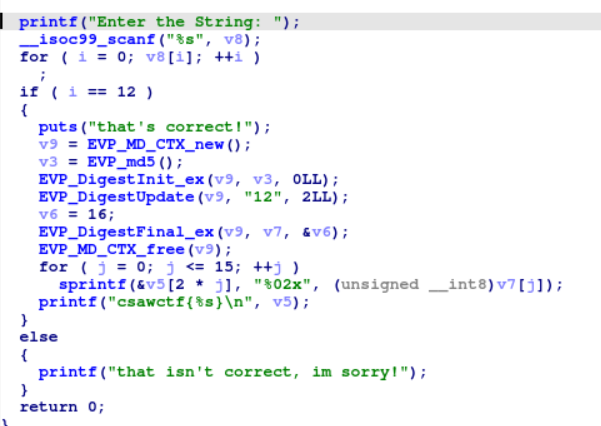 printf("Enter the String: ");
__isoc99_scanf("%s", v8);
for ( i = 0; v8[i]; ++i )
;
if ( i == 12 )
{
puts("that's correct!");
v9 = EVP_MD_CTX_new();
v3 = EVP_md5();
EVP_DigestInit_ex(v9, v3, 0LL);
EVP_DigestUpdate(v9, "12", 2LL);
v6 = 16;
EVP_DigestFinal_ex(v9, v7, &v6);
EVP_MD_CTX_free(v9);
for ( j = 0; j <= 15; ++j )
sprintf(&v5[2 * j], "%02x", (unsigned __int8)v7[j]);
printf("csawctf{%s}\n", v5);
}
else
{
printf("that isn't correct, im sorry!");
}
return 0;
}